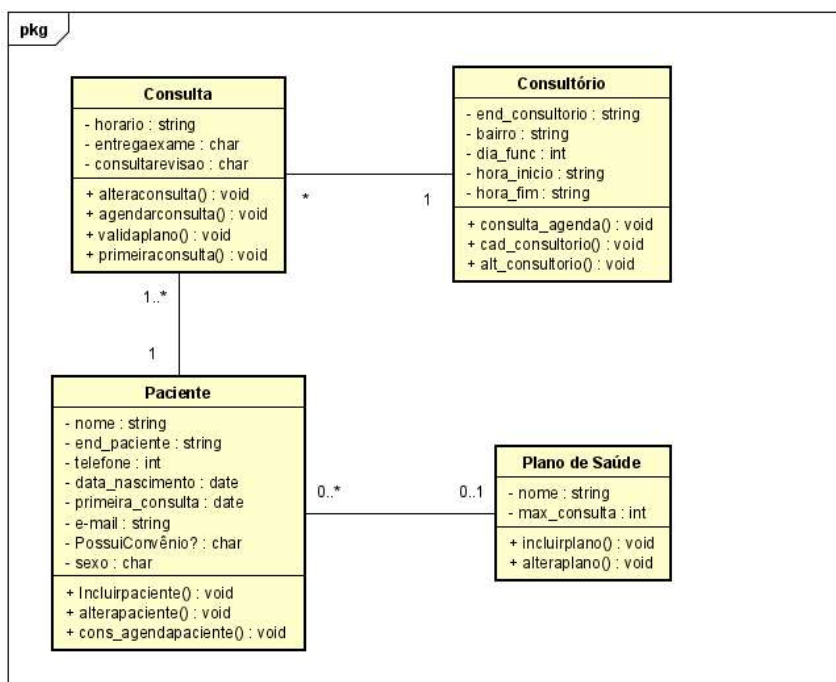 pkg
Consulta
- horario : string
- entregaexame : char
- consultarevisao : char
+ alteraconsulta() : void
+ agendarconsulta() : void
+ validaplano() : void
+ primeiraconsulta() : void
Consultório
- end_consultorio : string
- bairro : string
- dia_func : int
- hora_inicio : string
- hora_fim : string
+ consulta_agenda() : void
+ cad_consultorio() : void
+ alt_consultorio() : void
*
1
1..*
1
Paciente
- nome : string
- end_paciente : string
- telefone : int
- data_nascimento : date
- primeira_consulta : date
- e-mail : string
- PossuiConvênio? : char
- sexo : char
+ Incluirpaciente() : void
+ alterapaciente() : void
+ cons_agendapaciente() : void
0..*
0..1
Plano de Saúde
- nome : string
- max_consulta : int
+ incluirplano() : void
+ alteraplano() : void